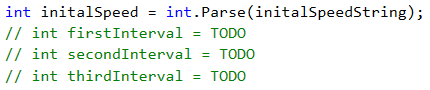 int initalSpeed = int.Parse(initalSpeedString);
// int firstInterval = TODO
// int secondInterval = TODO
// int thirdInterval = TODO